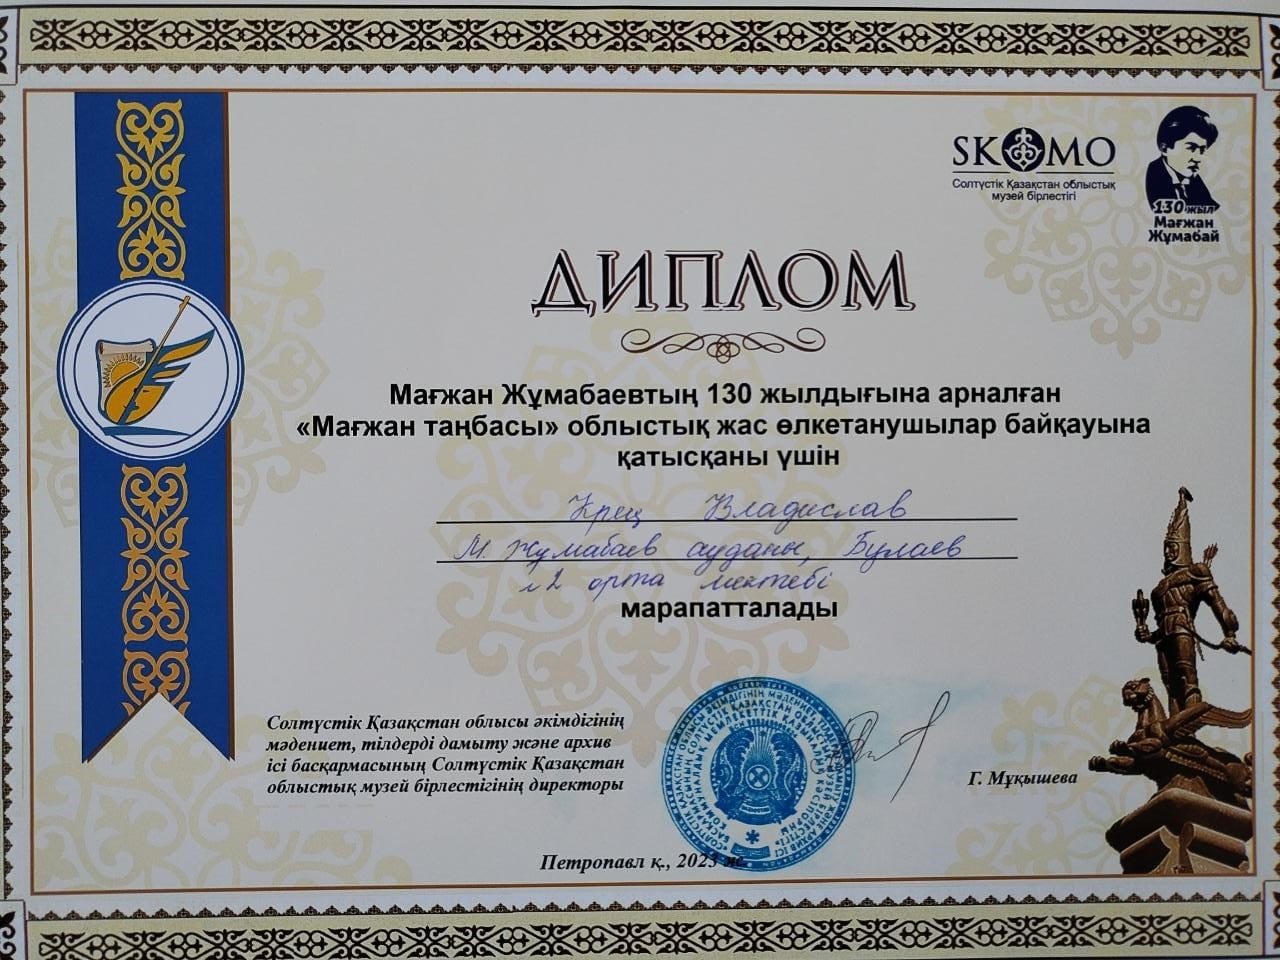 SKOMO
Солтүстік Қазақстан облыстық
музей бірлестігі
130 жыл
Мағжан
Жұмабай
ДИПЛОМ
Мағжан Жұмабаевтың 130 жылдығына арналған
«Мағжан таңбасы» облыстық жас өлкетанушылар байқауына
қатысқаны үшін
Крец Владислав
М. Жұмабаев ауданы, Булаев
№2 орта мектебі
марапатталады
Солтүстік Қазақстан облысы әкімдігінің
мәдениет, тілдерді дамыту және архив
ісі басқармасының Солтүстік Қазақстан
облыстық музей бірлестігінің директоры
Г. Мұқышева
Петропавл қ., 2023 ж.